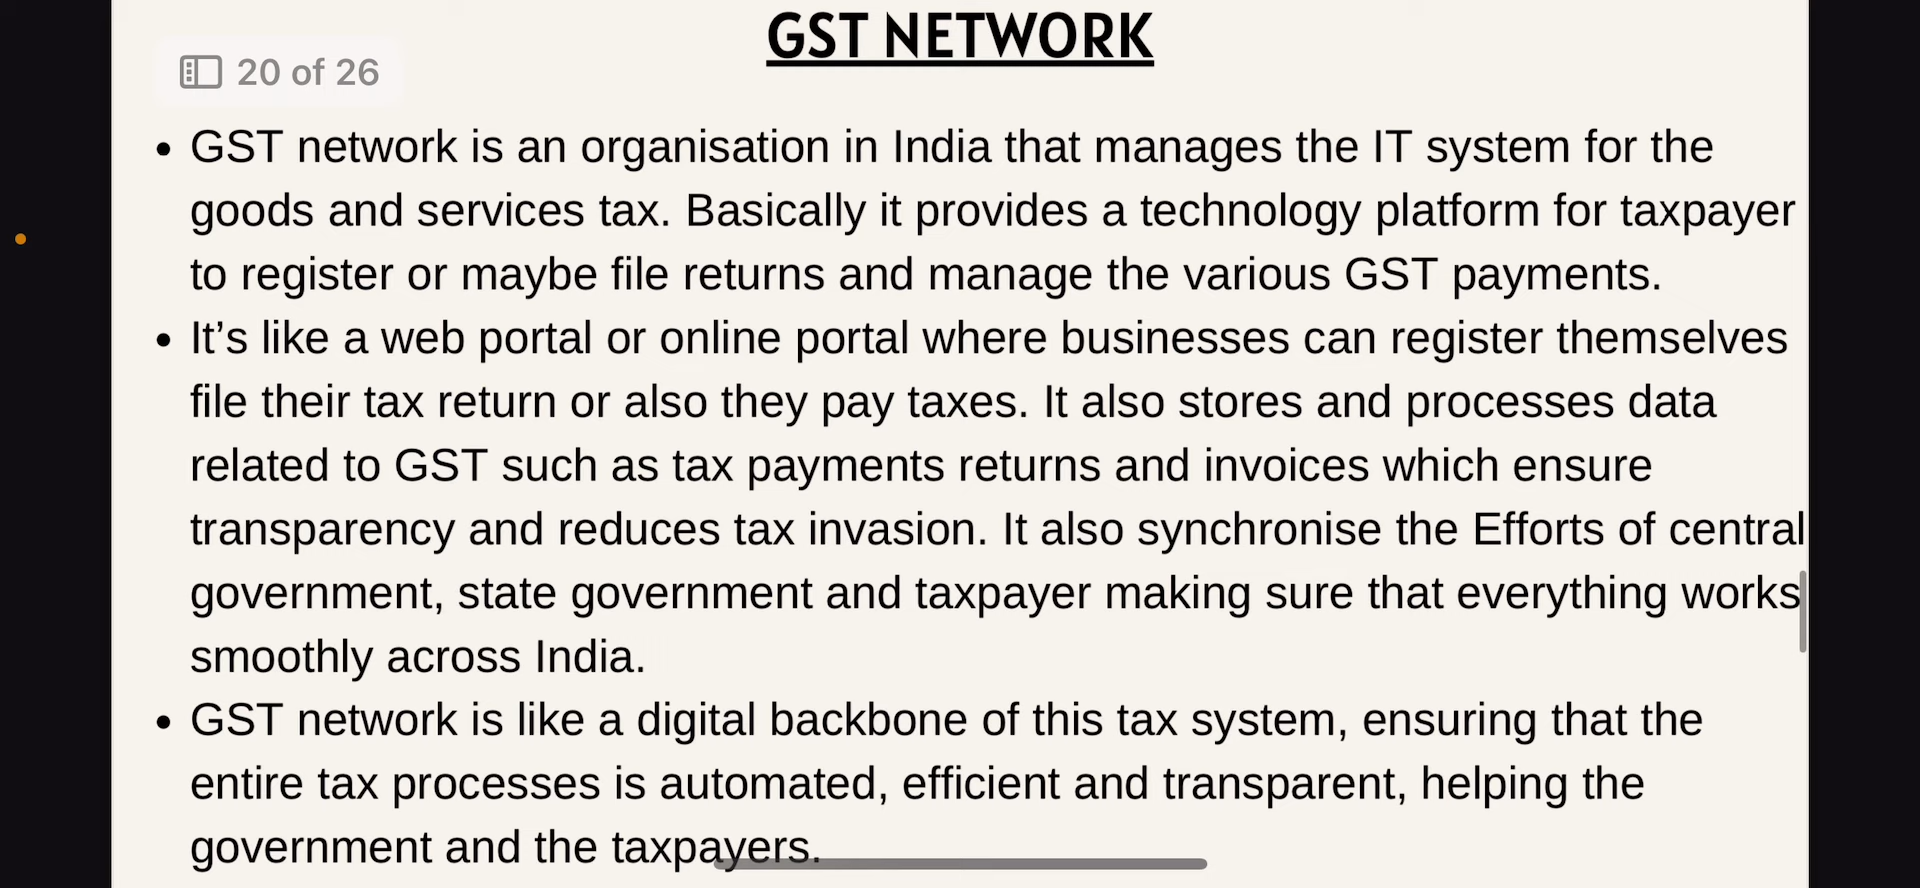 GST NETWORK
20 of 26
• GST network is an organisation in India that manages the IT system for the
goods and services tax. Basically it provides a technology platform for taxpayer
to register or maybe file returns and manage the various GST payments.
• It’s like a web portal or online portal where businesses can register themselves
file their tax return or also they pay taxes. It also stores and processes data
related to GST such as tax payments returns and invoices which ensure
transparency and reduces tax invasion. It also synchronise the Efforts of central
government, state government and taxpayer making sure that everything works
smoothly across India.
• GST network is like a digital backbone of this tax system, ensuring that the
entire tax processes is automated, efficient and transparent, helping the
government and the taxpayers.